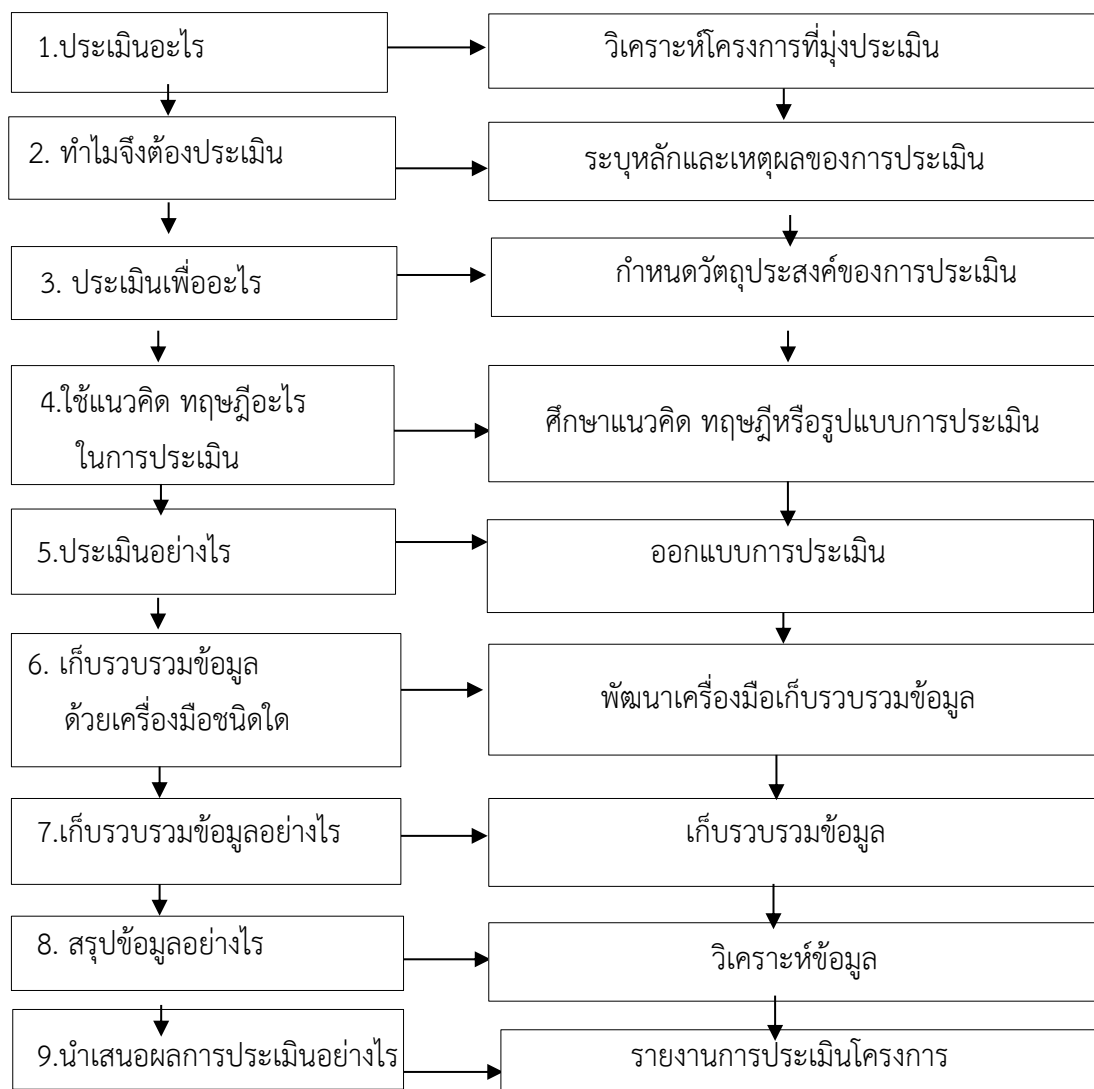 1.ประเมินอะไร
วิเคราะห์โครงการที่มุ่งประเมิน
2. ทำไมจึงต้องประเมิน
ระบุหลักและเหตุผลของการประเมิน
3. ประเมินเพื่ออะไร
กำหนดวัตถุประสงค์ของการประเมิน
4.ใช้แนวคิด ทฤษฎีอะไร
ในการประเมิน
ศึกษาแนวคิด ทฤษฎีหรือรูปแบบการประเมิน
5.ประเมินอย่างไร
ออกแบบการประเมิน
6. เก็บรวบรวมข้อมูล
ด้วยเครื่องมือชนิดใด
พัฒนาเครื่องมือเก็บรวบรวมข้อมูล
7.เก็บรวบรวมข้อมูลอย่างไร
เก็บรวบรวมข้อมูล
8. สรุปข้อมูลอย่างไร
วิเคราะห์ข้อมูล
9.นำเสนอผลการประเมินอย่างไร
รายงานการประเมินโครงการ